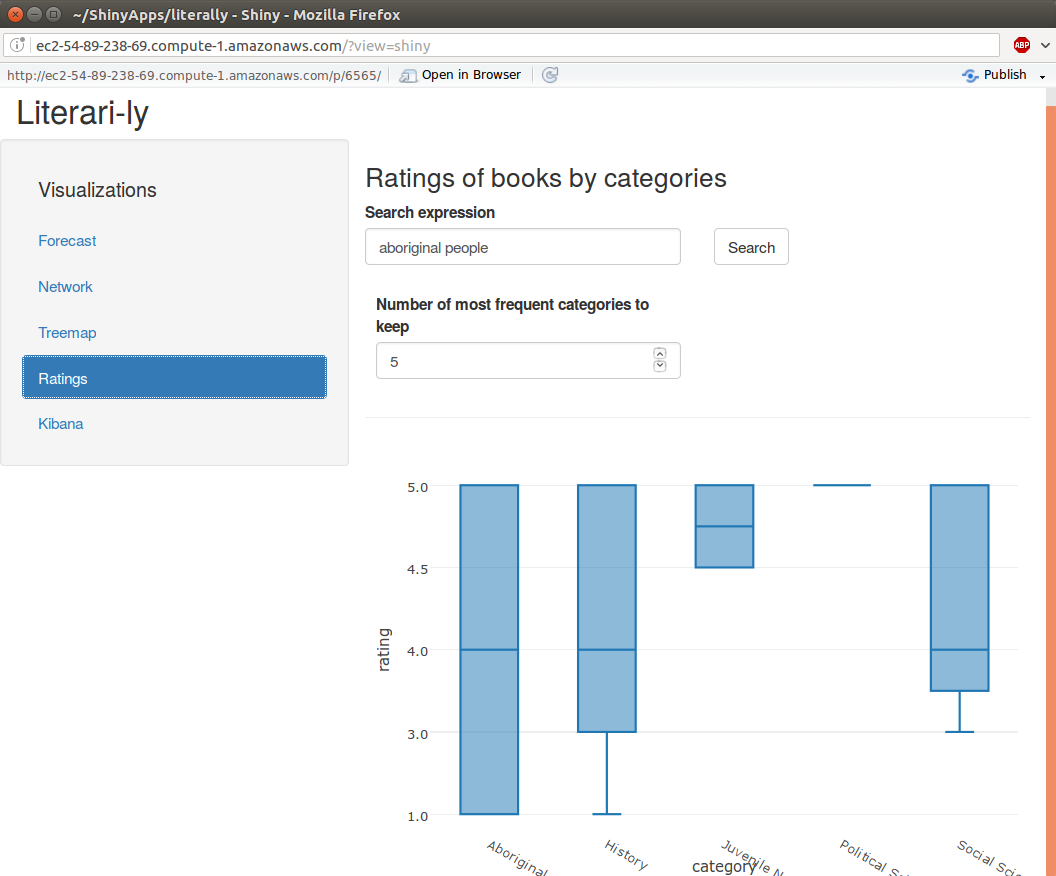 ~/ShinyApps/literally - Shiny - Mozilla Firefox
ec2-54-89-238-69.compute-1.amazonaws.com/?view=shiny
ABP
http://ec2-54-89-238-69.compute-1.amazonaws.com/p/6565/
Open in Browser
Publish
Literari-ly
Visualizations
Forecast
Network
Treemap
Ratings
Kibana
Ratings of books by categories
Search expression
aboriginal people
Search
Number of most frequent categories to
keep
5
rating
5.0
4.5
4.0
3.0
1.0
Aboriginal
History
Juvenile N
Political S
Social Scie
category